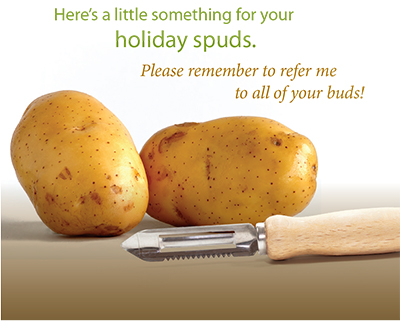 Here's a little something for your
holiday spuds.
Please remember to refer me
to all of your buds!